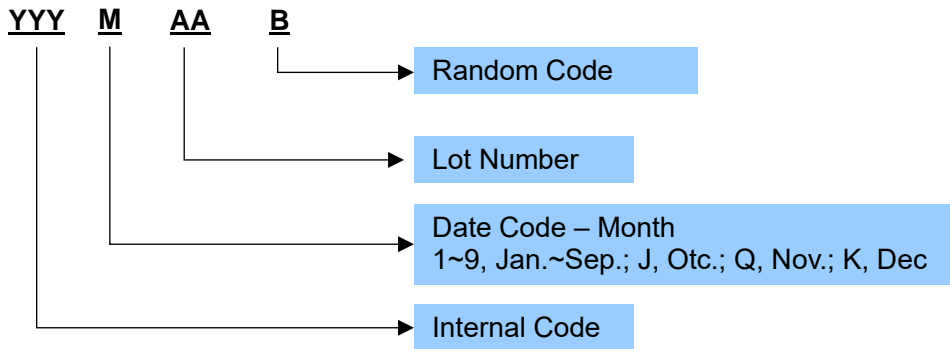 YYY M AA B
Random Code
Lot Number
Date Code – Month
1~9, Jan.~Sep.; J, Otc.; Q, Nov.; K, Dec
Internal Code